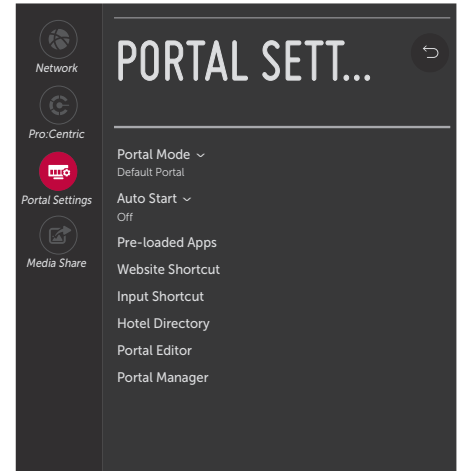 PORTAL SETT...
Network
Pro:Centric
Portal Settings
Media Share
Portal Mode
Default Portal
Auto Start
Off
Pre-loaded Apps
Website Shortcut
Input Shortcut
Hotel Directory
Portal Editor
Portal Manager